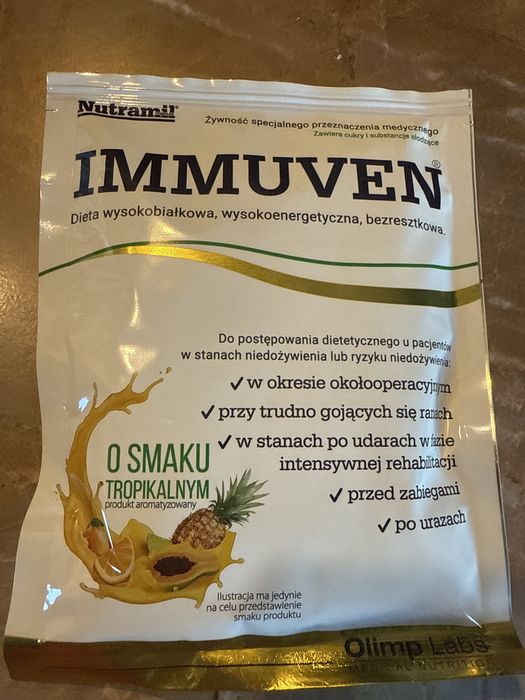 Nutramil®
Żywność specjalnego przeznaczenia medycznego
Zawiera cukry i substancje słodzące
IMMUVEN®
Dieta wysokobiałkowa, wysokoenergetyczna, bezresztkowa.
Do postępowania dietetycznego u pacjentów
w stanach niedożywienia lub ryzyku niedożywienia:
✓ w okresie okołooperacyjnym
✓ przy trudno gojących się ranach
✓ w stanach po udarach w fazie
intensywnej rehabilitacji
✓ przed zabiegami
✓ po urazach
O SMAKU
TROPIKALNYM
produkt aromatyzowany
Ilustracja ma jedynie
na celu przedstawienie
smaku produktu
Olimp Labs
MEDICAL NUTRITION